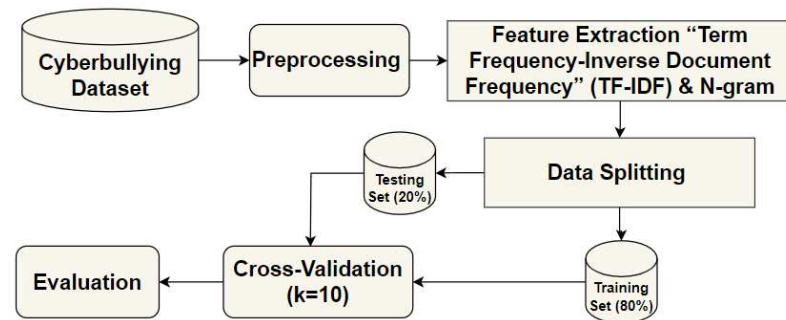 Cyberbullying
Dataset
Preprocessing
Feature Extraction “Term
Frequency-Inverse Document
Frequency” (TF-IDF) & N-gram
Data Splitting
Testing
Set (20%)
Training
Set (80%)
Cross-Validation
(k=10)
Evaluation